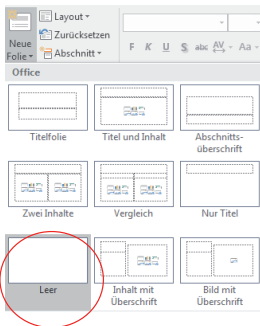 Layout
Zurücksetzen
Neue
Folie
Abschnitt
F K U S abc AV Aa
Office
Titelfolie
Titel und Inhalt
Abschnitts-
überschrift
Zwei Inhalte
Vergleich
Nur Titel
Leer
Inhalt mit
Überschrift
Bild mit
Überschrift